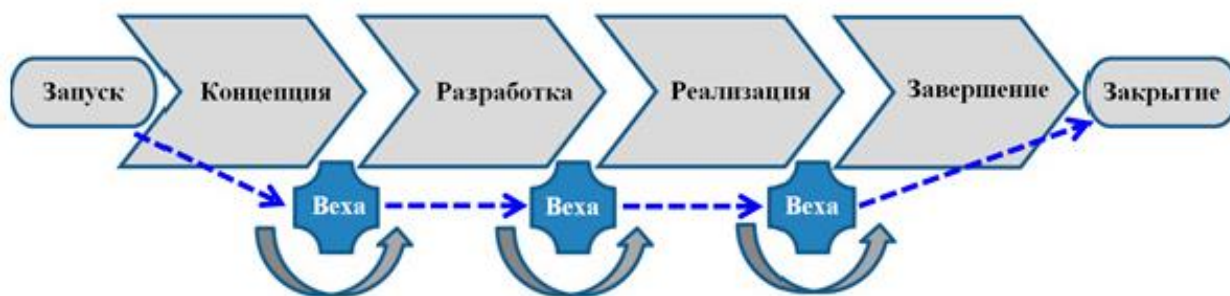 Запуск
Концепция
Разработка
Реализация
Завершение
Закрытие
Веха
Веха
Веха